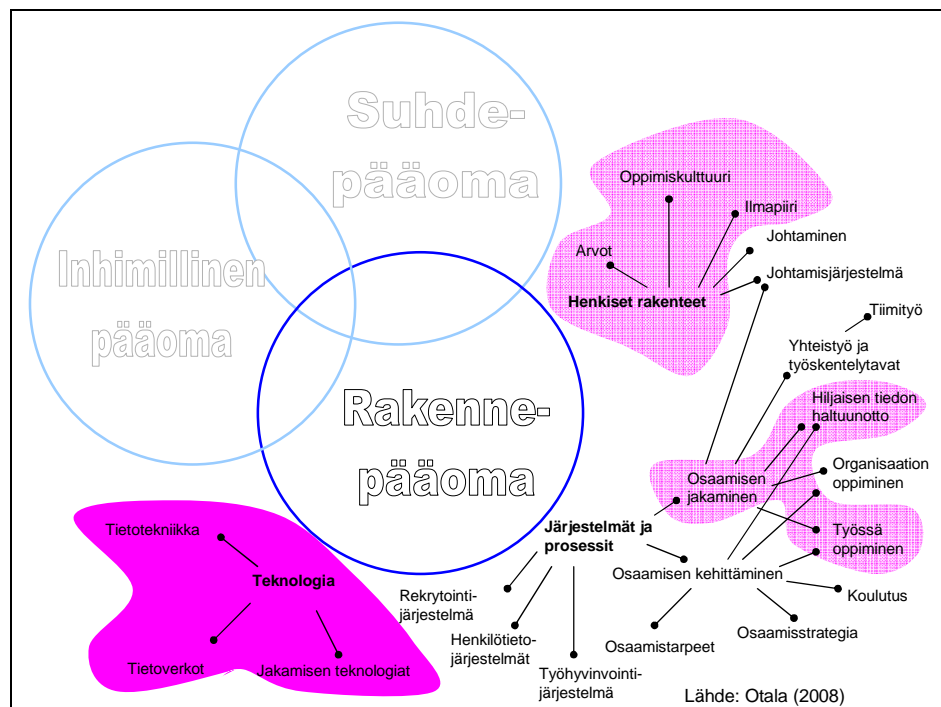 Suhde-
pääoma
Inhimillinen
pääoma
Rakenne-
pääoma
Oppimiskulttuuri
Ilmapiiri
Arvot
Johtaminen
Henkiset rakenteet
Johtamisjärjestelmä
Tiimityö
Yhteistyö ja
työskentelytavat
Hiljaisen tiedon
haltuunotto
Osaamisen
jakaminen
Organisaation
oppiminen
Työssä
oppiminen
Järjestelmät ja
prosessit
Osaamisen kehittäminen
Koulutus
Osaamisstrategia
Osaamistarpeet
Rekrytointi-
järjestelmä
Henkilötieto-
järjestelmät
Työhyvinvointi-
järjestelmä
Tietotekniikka
Teknologia
Tietoverkot
Jakamisen teknologiat
Lähde: Otala (2008)